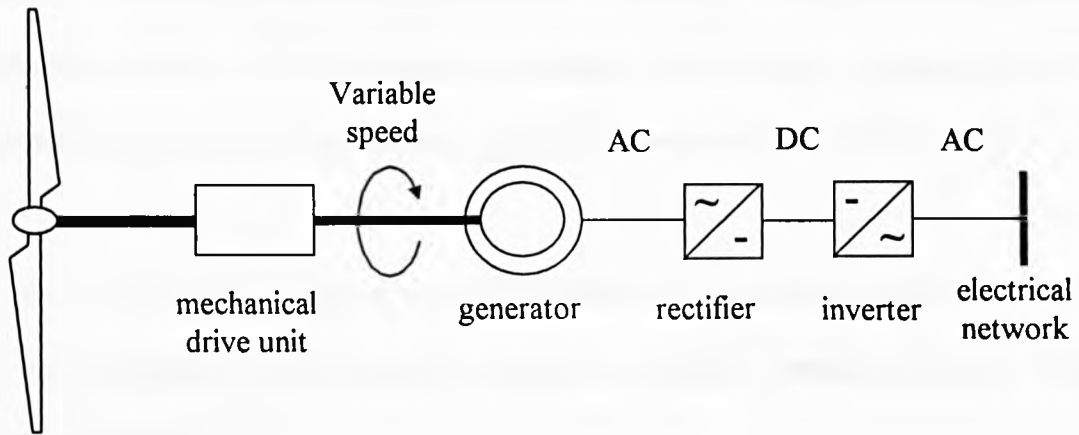 Variable
speed
AC
DC
AC
mechanical
drive unit
generator
rectifier
inverter
electrical
network